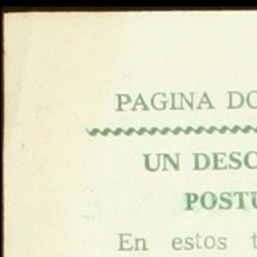 PAGINA DO
UN DESC
POSTU
En estos t